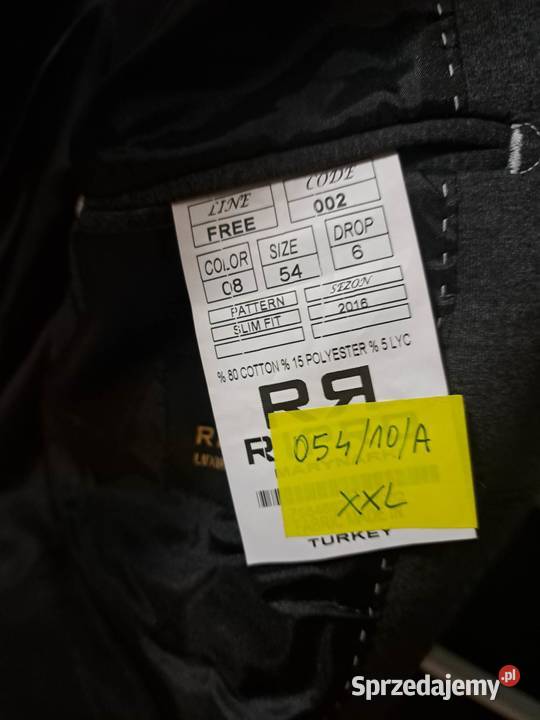 LINE CODE
FREE 002
COLOR SIZE DROP
08 54 6
PATTERN SEZON
SLIM FIT 2016
% 80 COTTON % 15 POLYESTER % 5 LYC
RR
054/10/A
XXL
TURKEY
Sprzedajemy.pl